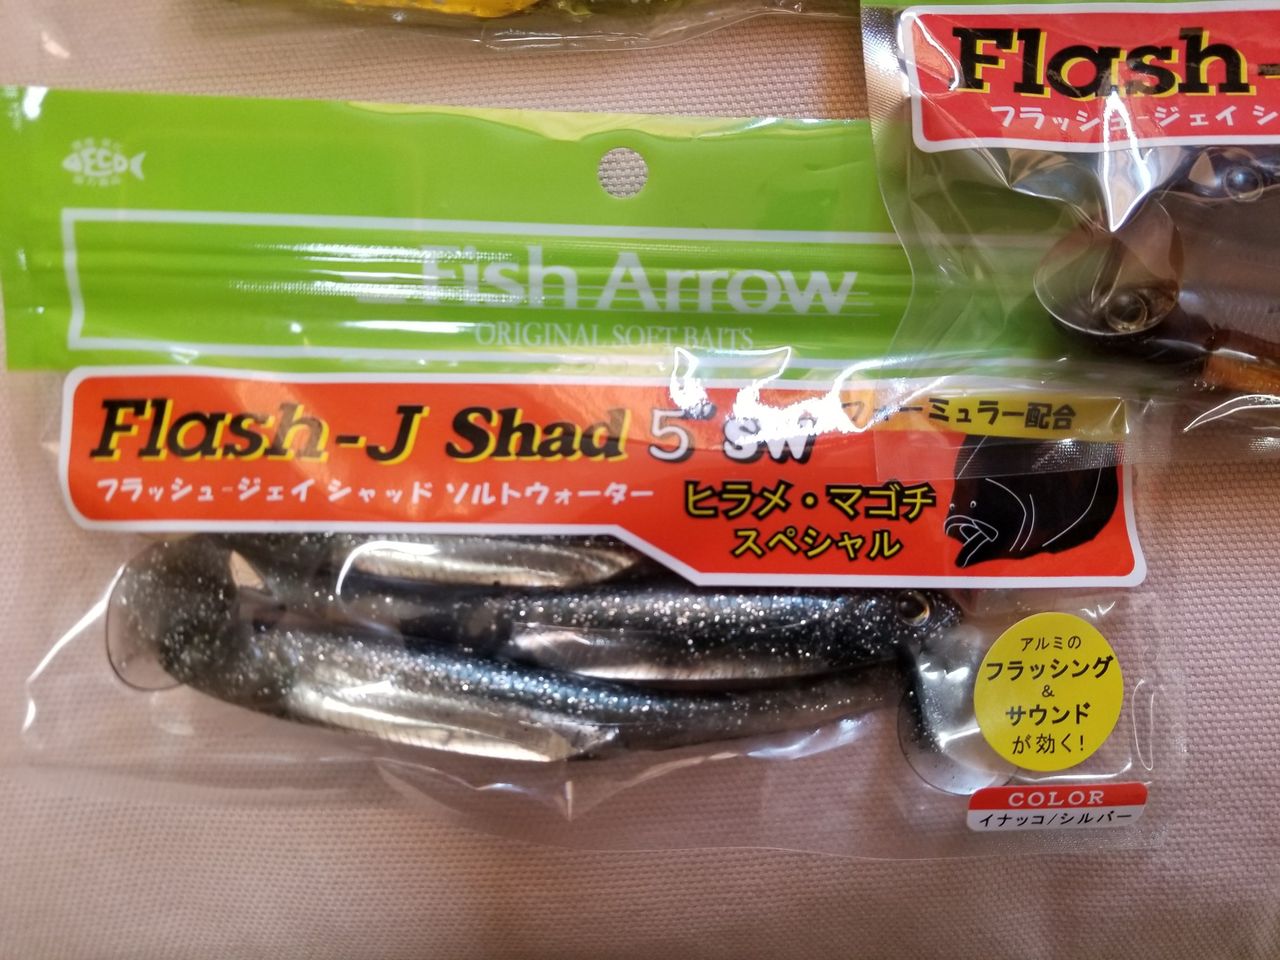 Flash-
フラッシュ-ジェイ シ
ECO
Fish Arrow
ORIGINAL SOFT BAITS
Flash-J Shad 5" SW
フォーミュラー配合
フラッシュ-ジェイ シャッド ソルトウォーター
ヒラメ・マゴチ
スペシャル
アルミの
フラッシング
&
サウンド
が効く!
COLOR
イナッコ/シルバー